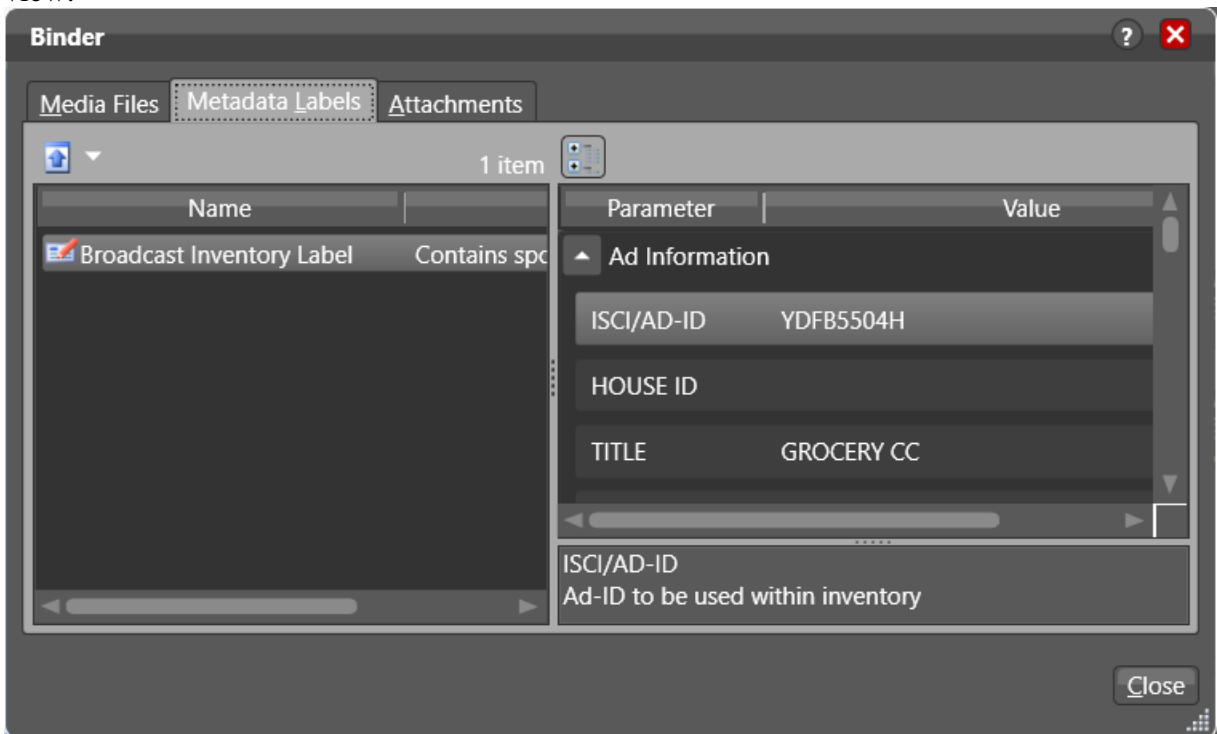 Binder
?
Media Files Metadata Labels Attachments
1 item
Name
Parameter Value
Broadcast Inventory Label Contains spo
Ad Information
ISCI/AD-ID YDFB5504H
HOUSE ID
TITLE GROCERY CC
ISCI/AD-ID
Ad-ID to be used within inventory
Close